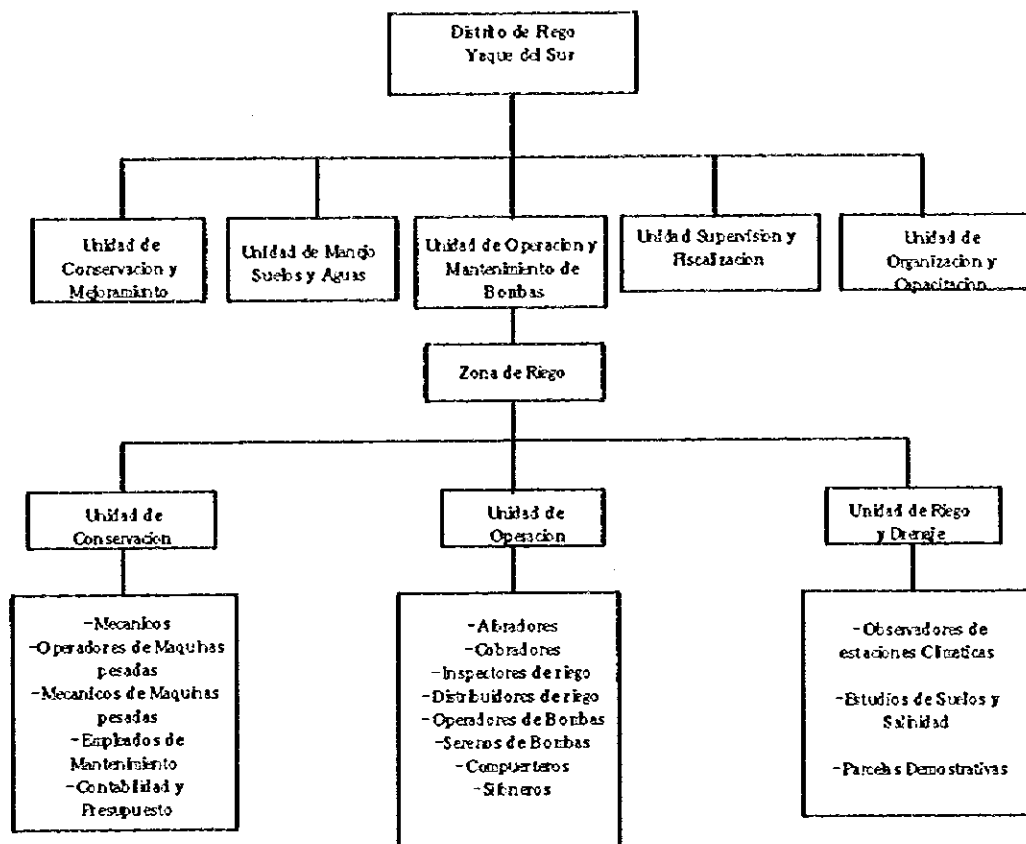 Distrito de Rego
Yaque del Sur
Unidad de
Conservacion y
Mejoramiento
Unidad de Manejo
Suelos y Aguas
Unidad de Operacion y
Mantenimiento de
Bombas
Unidad Supervision y
Fiscalizacion
Unidad de
Organizacion y
Capacitacion
Zona de Riego
Unidad de
Conservacion
Unidad de
Operacion
Unidad de Riego
y Drenaje
-Mecanicos
-Operadores de Maquinas
pesadas
-Mecanicos de Maquinas
pesadas
-Empleados de
Mantenimiento
-Contabilidad y
Presupuesto
-Aforadores
-Cobradores
-Inspectores de riego
-Distribuidores de riego
-Operadores de Bombas
-Serenos de Bombas
-Compuerteros
-Sifoneros
-Observadores de
estaciones Climaticas
-Estudios de Suelos y
Salinidad
-Parcelas Demostrativas